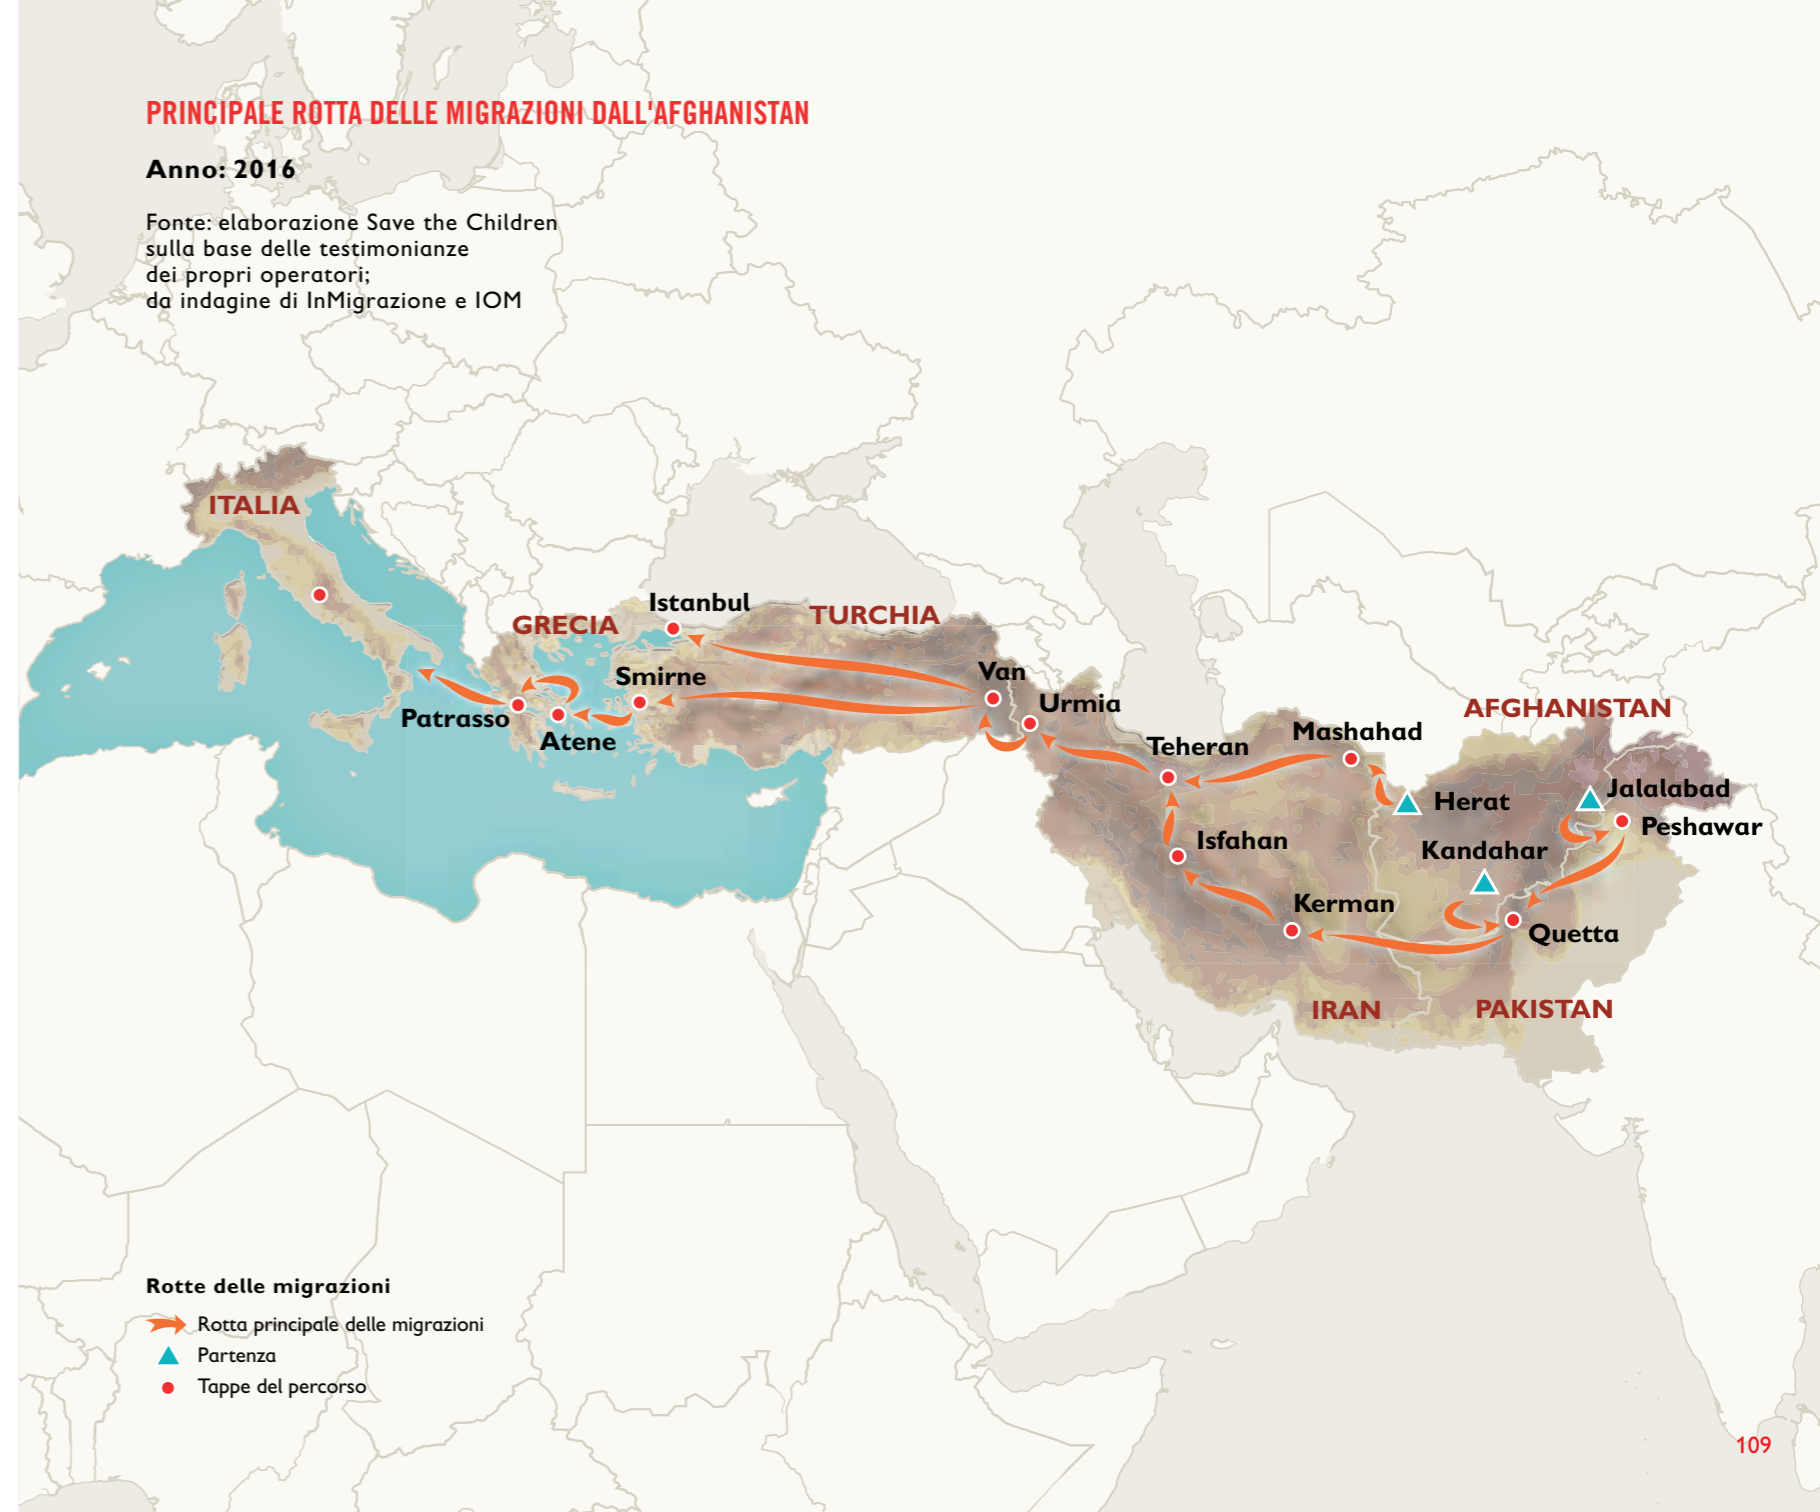 PRINCIPALE ROTTA DELLE MIGRAZIONI DALL'AFGHANISTAN
Anno: 2016
Fonte: elaborazione Save the Children
sulla base delle testimonianze
dei propri operatori;
da indagine di InMigrazione e IOM
ITALIA
GRECIA
Istanbul
TURCHIA
Smirne
Van
Urmia
Patrasso
Atene
Teheran
Mashahad
AFGHANISTAN
Herat
Jalalabad
Peshawar
Isfahan
Kandahar
Kerman
Quetta
IRAN
PAKISTAN
Rotte delle migrazioni
Rotta principale delle migrazioni
Partenza
Tappe del percorso
109